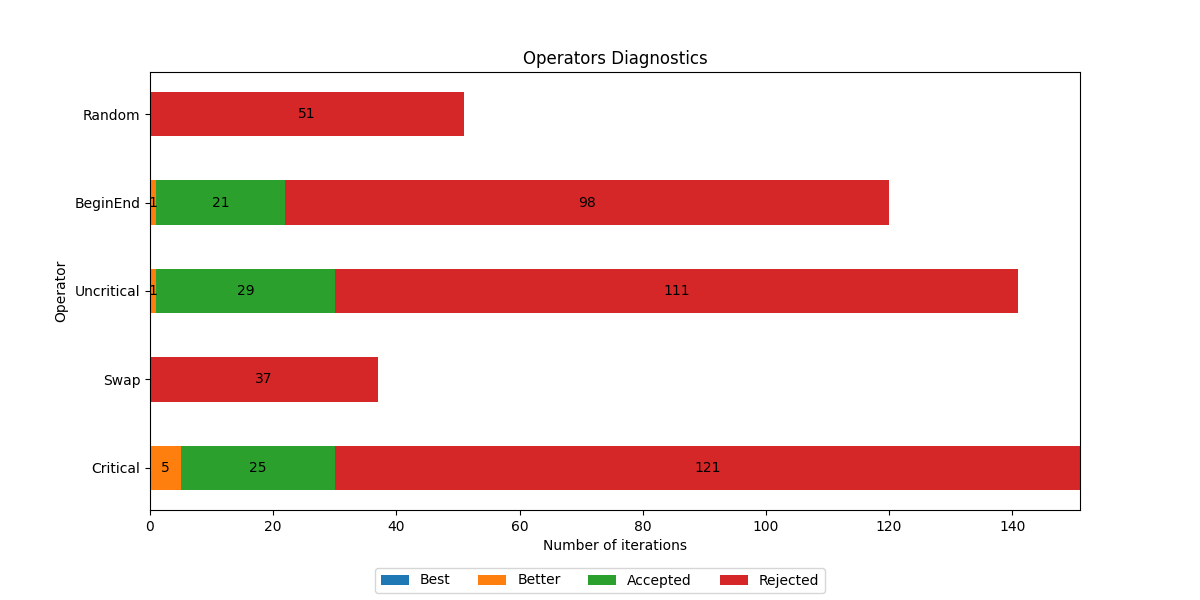 Operators Diagnostics
Random
51
BeginEnd
1
21
98
Uncritical
1
29
111
Swap
37
Critical
5
25
121
Operator
0 20 40 60 80 100 120 140
Number of iterations
Best Better Accepted Rejected